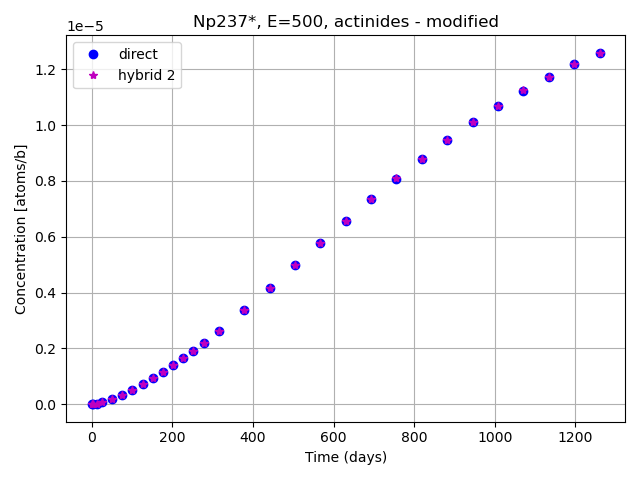 Np237*, E=500, actinides - modified
1e−5
direct
hybrid 2
1.2
1.0
0.8
0.6
0.4
0.2
0.0
Concentration [atoms/b]
0 200 400 600 800 1000 1200
Time (days)